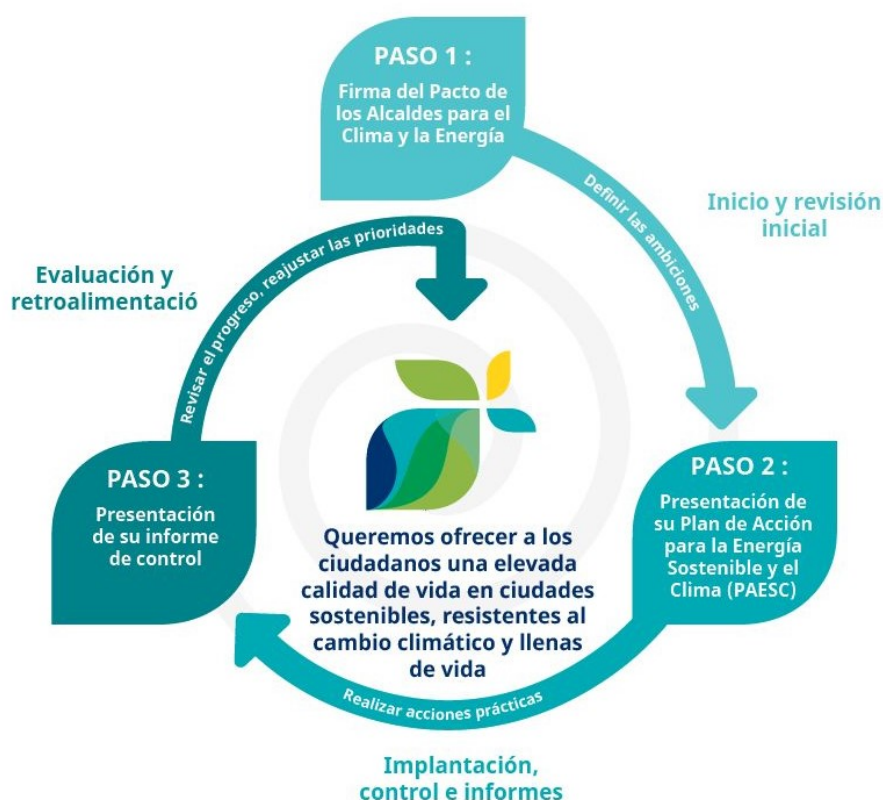 PASO 1 :
Firma del Pacto de
los Alcaldes para el
Clima y la Energía
Definir las ambiciones
Inicio y revisión
inicial
PASO 2 :
Presentación de
su Plan de Acción
para la Energía
Sostenible y el
Clima (PAESC)
Realizar acciones prácticas
Implantación,
control e informes
PASO 3 :
Presentación
de su informe
de control
Revisar el progreso, reajustar las prioridades
Evaluación y
retroalimentació
Queremos ofrecer a los
ciudadanos una elevada
calidad de vida en ciudades
sostenibles, resistentes al
cambio climático y llenas
de vida